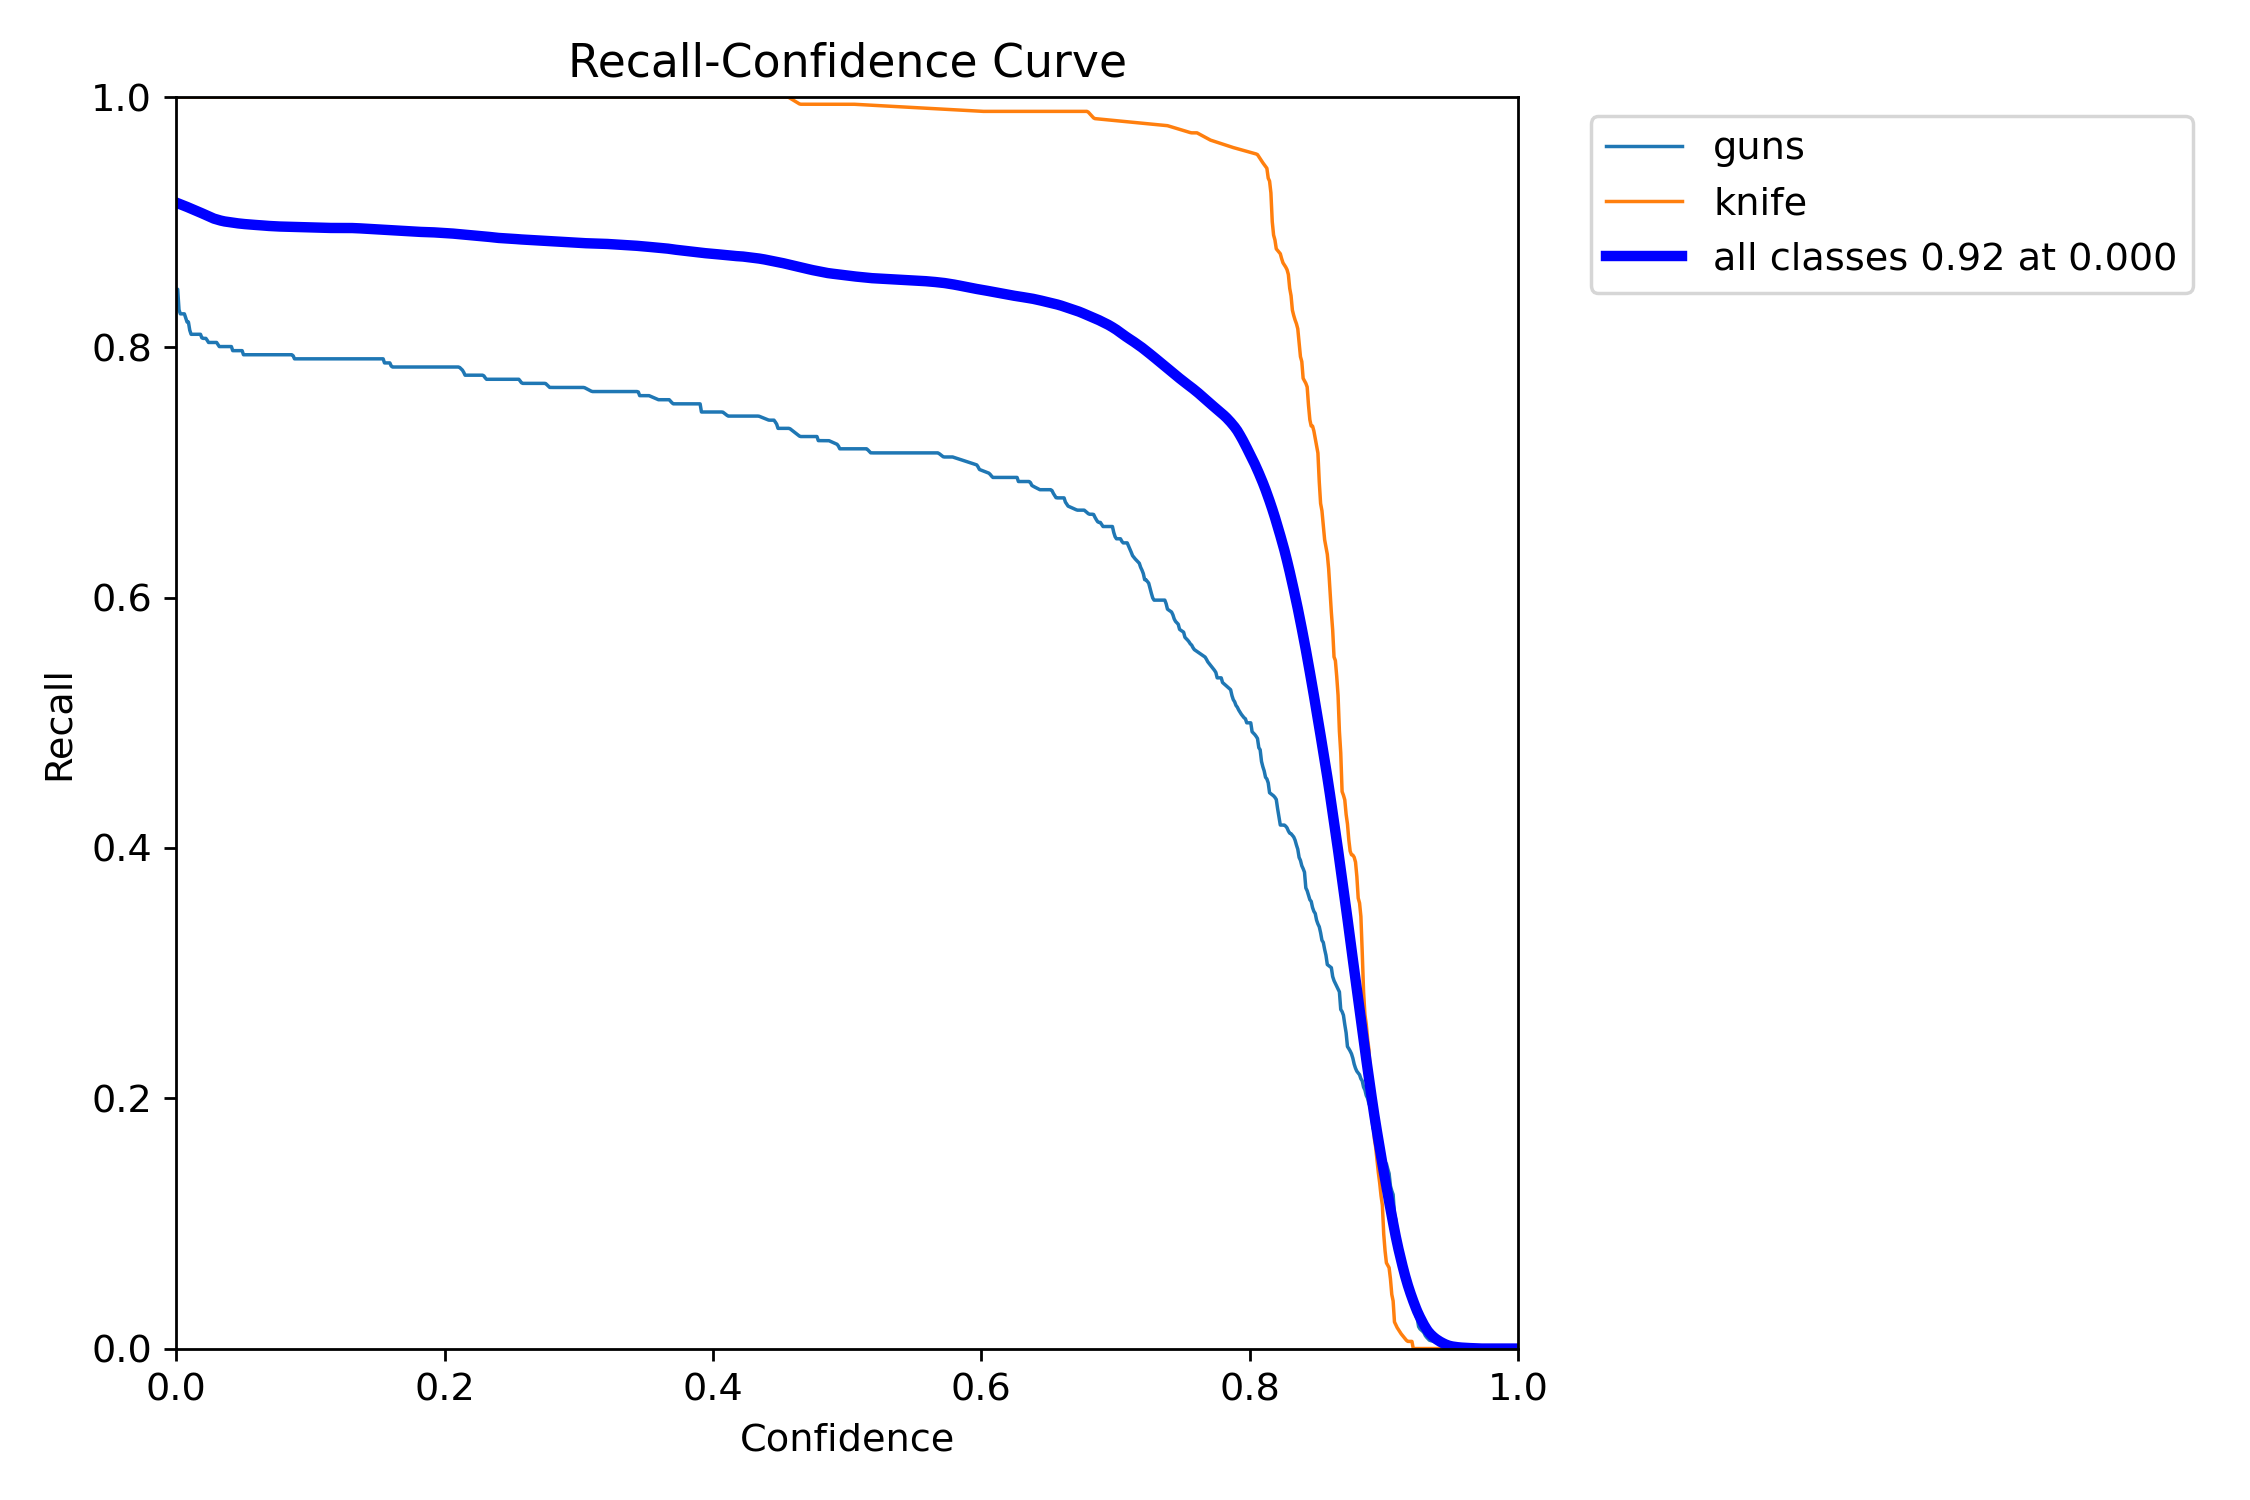 Recall-Confidence Curve
1.0
0.8
0.6
0.4
0.2
0.0
Recall
0.0 0.2 0.4 0.6 0.8 1.0
Confidence
guns
knife
all classes 0.92 at 0.000